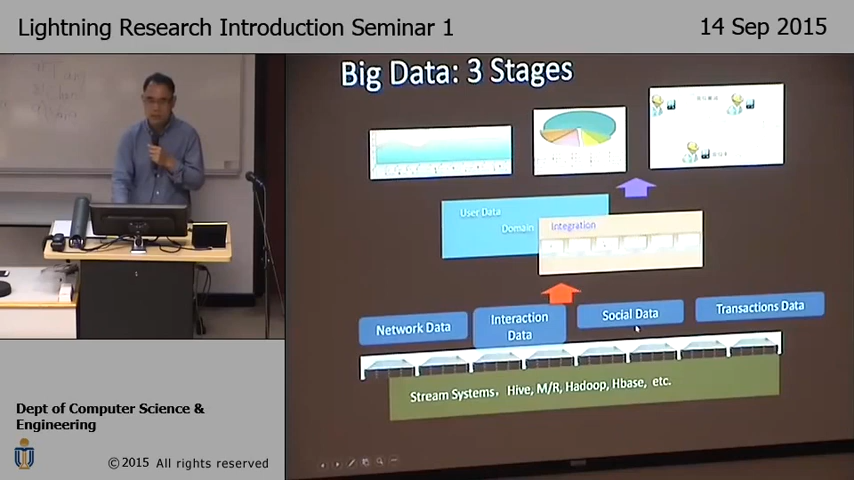 Lightning Research Introduction Seminar 1
14 Sep 2015
Big Data: 3 Stages
User Data
Domain
Integration
Network Data
Interaction
Data
Social Data
Transactions Data
Stream Systems, Hive, M/R, Hadoop, Hbase, etc.
Dept of Computer Science &
Engineering
© 2015 All rights reserved